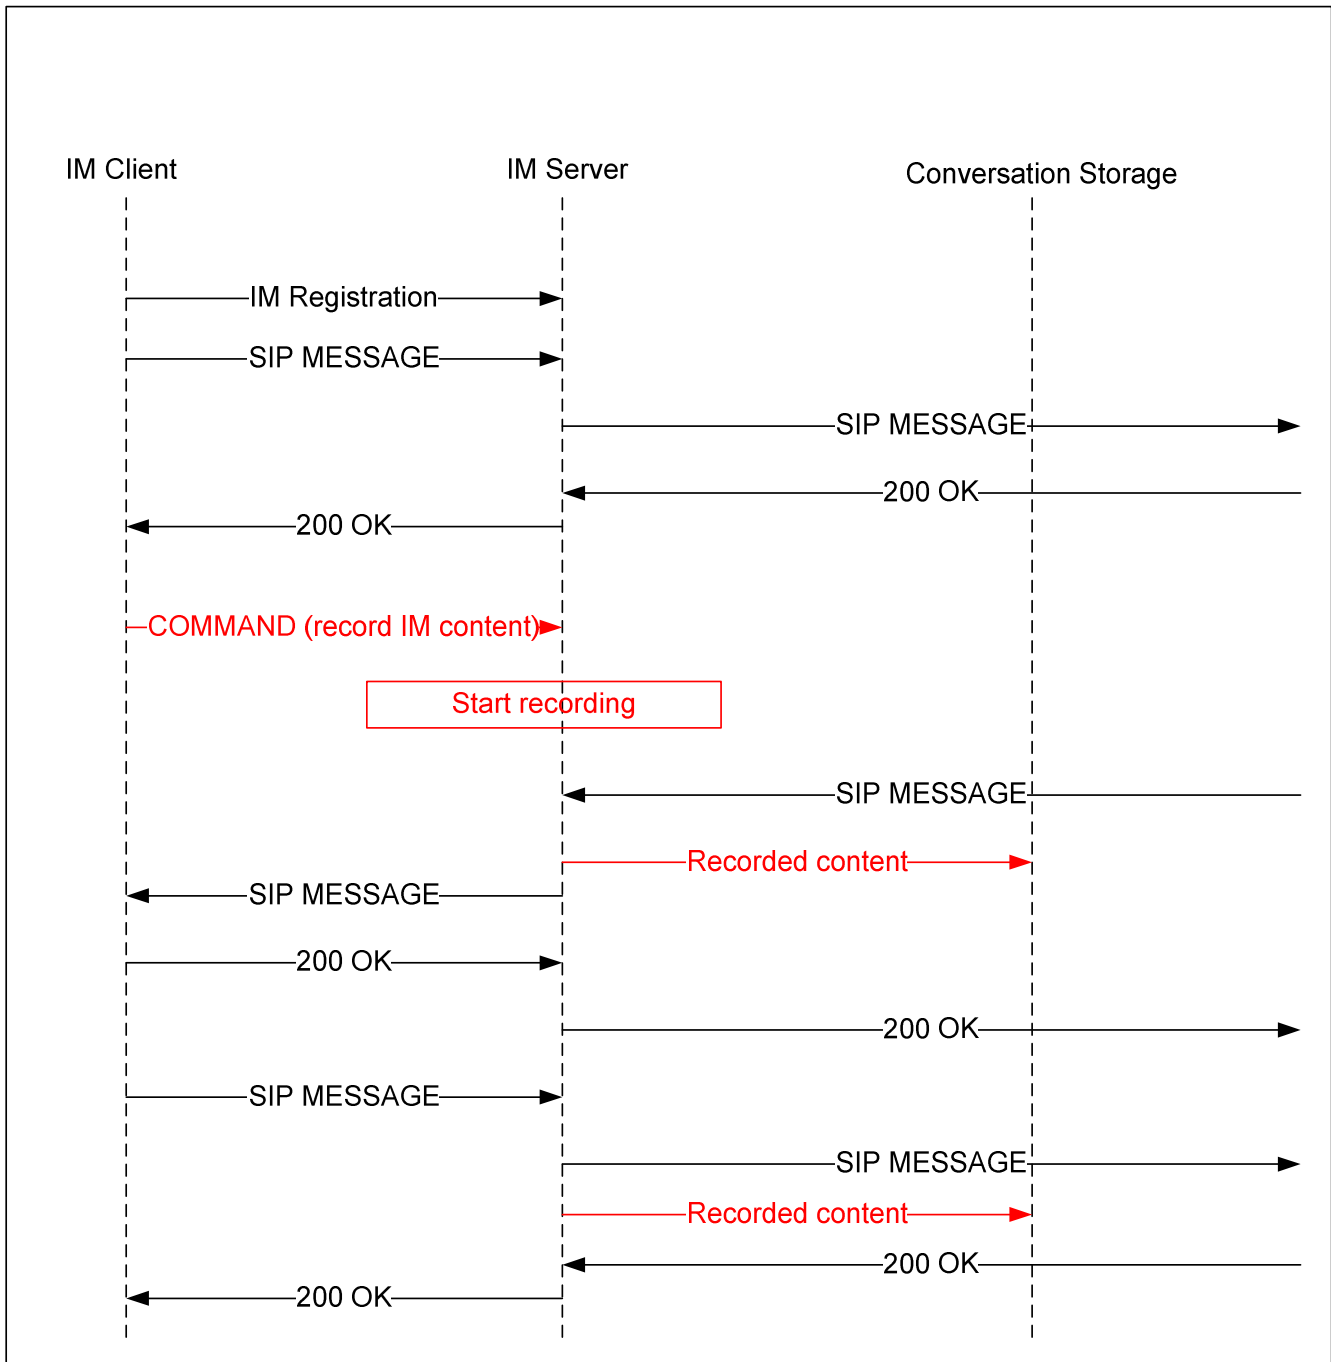 IM Client
IM Server
Conversation Storage
IM Registration
SIP MESSAGE
SIP MESSAGE
200 OK
200 OK
COMMAND (record IM content)
Start recording
SIP MESSAGE
Recorded content
SIP MESSAGE
200 OK
200 OK
SIP MESSAGE
SIP MESSAGE
Recorded content
200 OK
200 OK